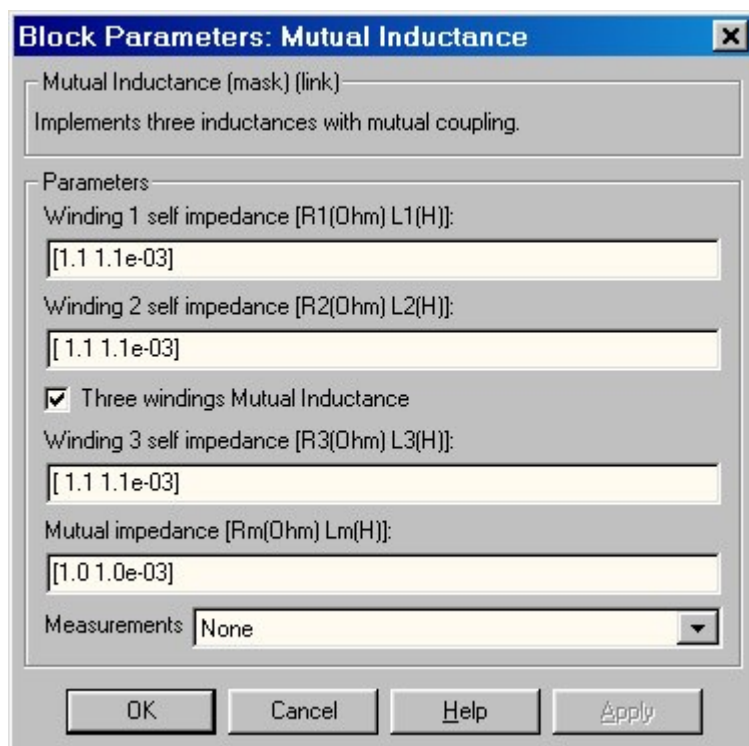 Block Parameters: Mutual Inductance
Mutual Inductance (mask) (link)
Implements three inductances with mutual coupling.
Parameters
Winding 1 self impedance [R1(Ohm) L1(H)]:
[1.1 1.1e-03]
Winding 2 self impedance [R2(Ohm) L2(H)]:
[ 1.1 1.1e-03]
Three windings Mutual Inductance
Winding 3 self impedance [R3(Ohm) L3(H)]:
[ 1.1 1.1e-03]
Mutual impedance [Rm(Ohm) Lm(H)]:
[1.0 1.0e-03]
Measurements None
OK Cancel Help Apply